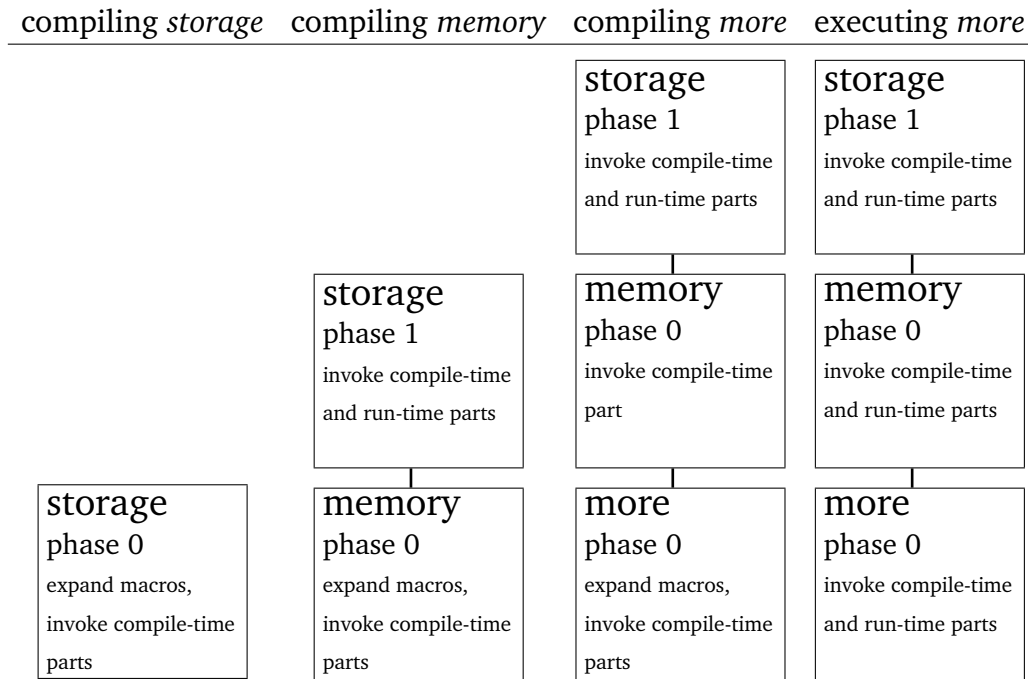 compiling storage compiling memory compiling more executing more
storage
phase 1
invoke compile-time
and run-time parts
storage
phase 1
invoke compile-time
and run-time parts
storage
phase 1
invoke compile-time
and run-time parts
memory
phase 0
invoke compile-time
part
memory
phase 0
invoke compile-time
and run-time parts
storage
phase 0
expand macros,
invoke compile-time
parts
memory
phase 0
expand macros,
invoke compile-time
parts
more
phase 0
expand macros,
invoke compile-time
parts
more
phase 0
invoke compile-time
and run-time parts